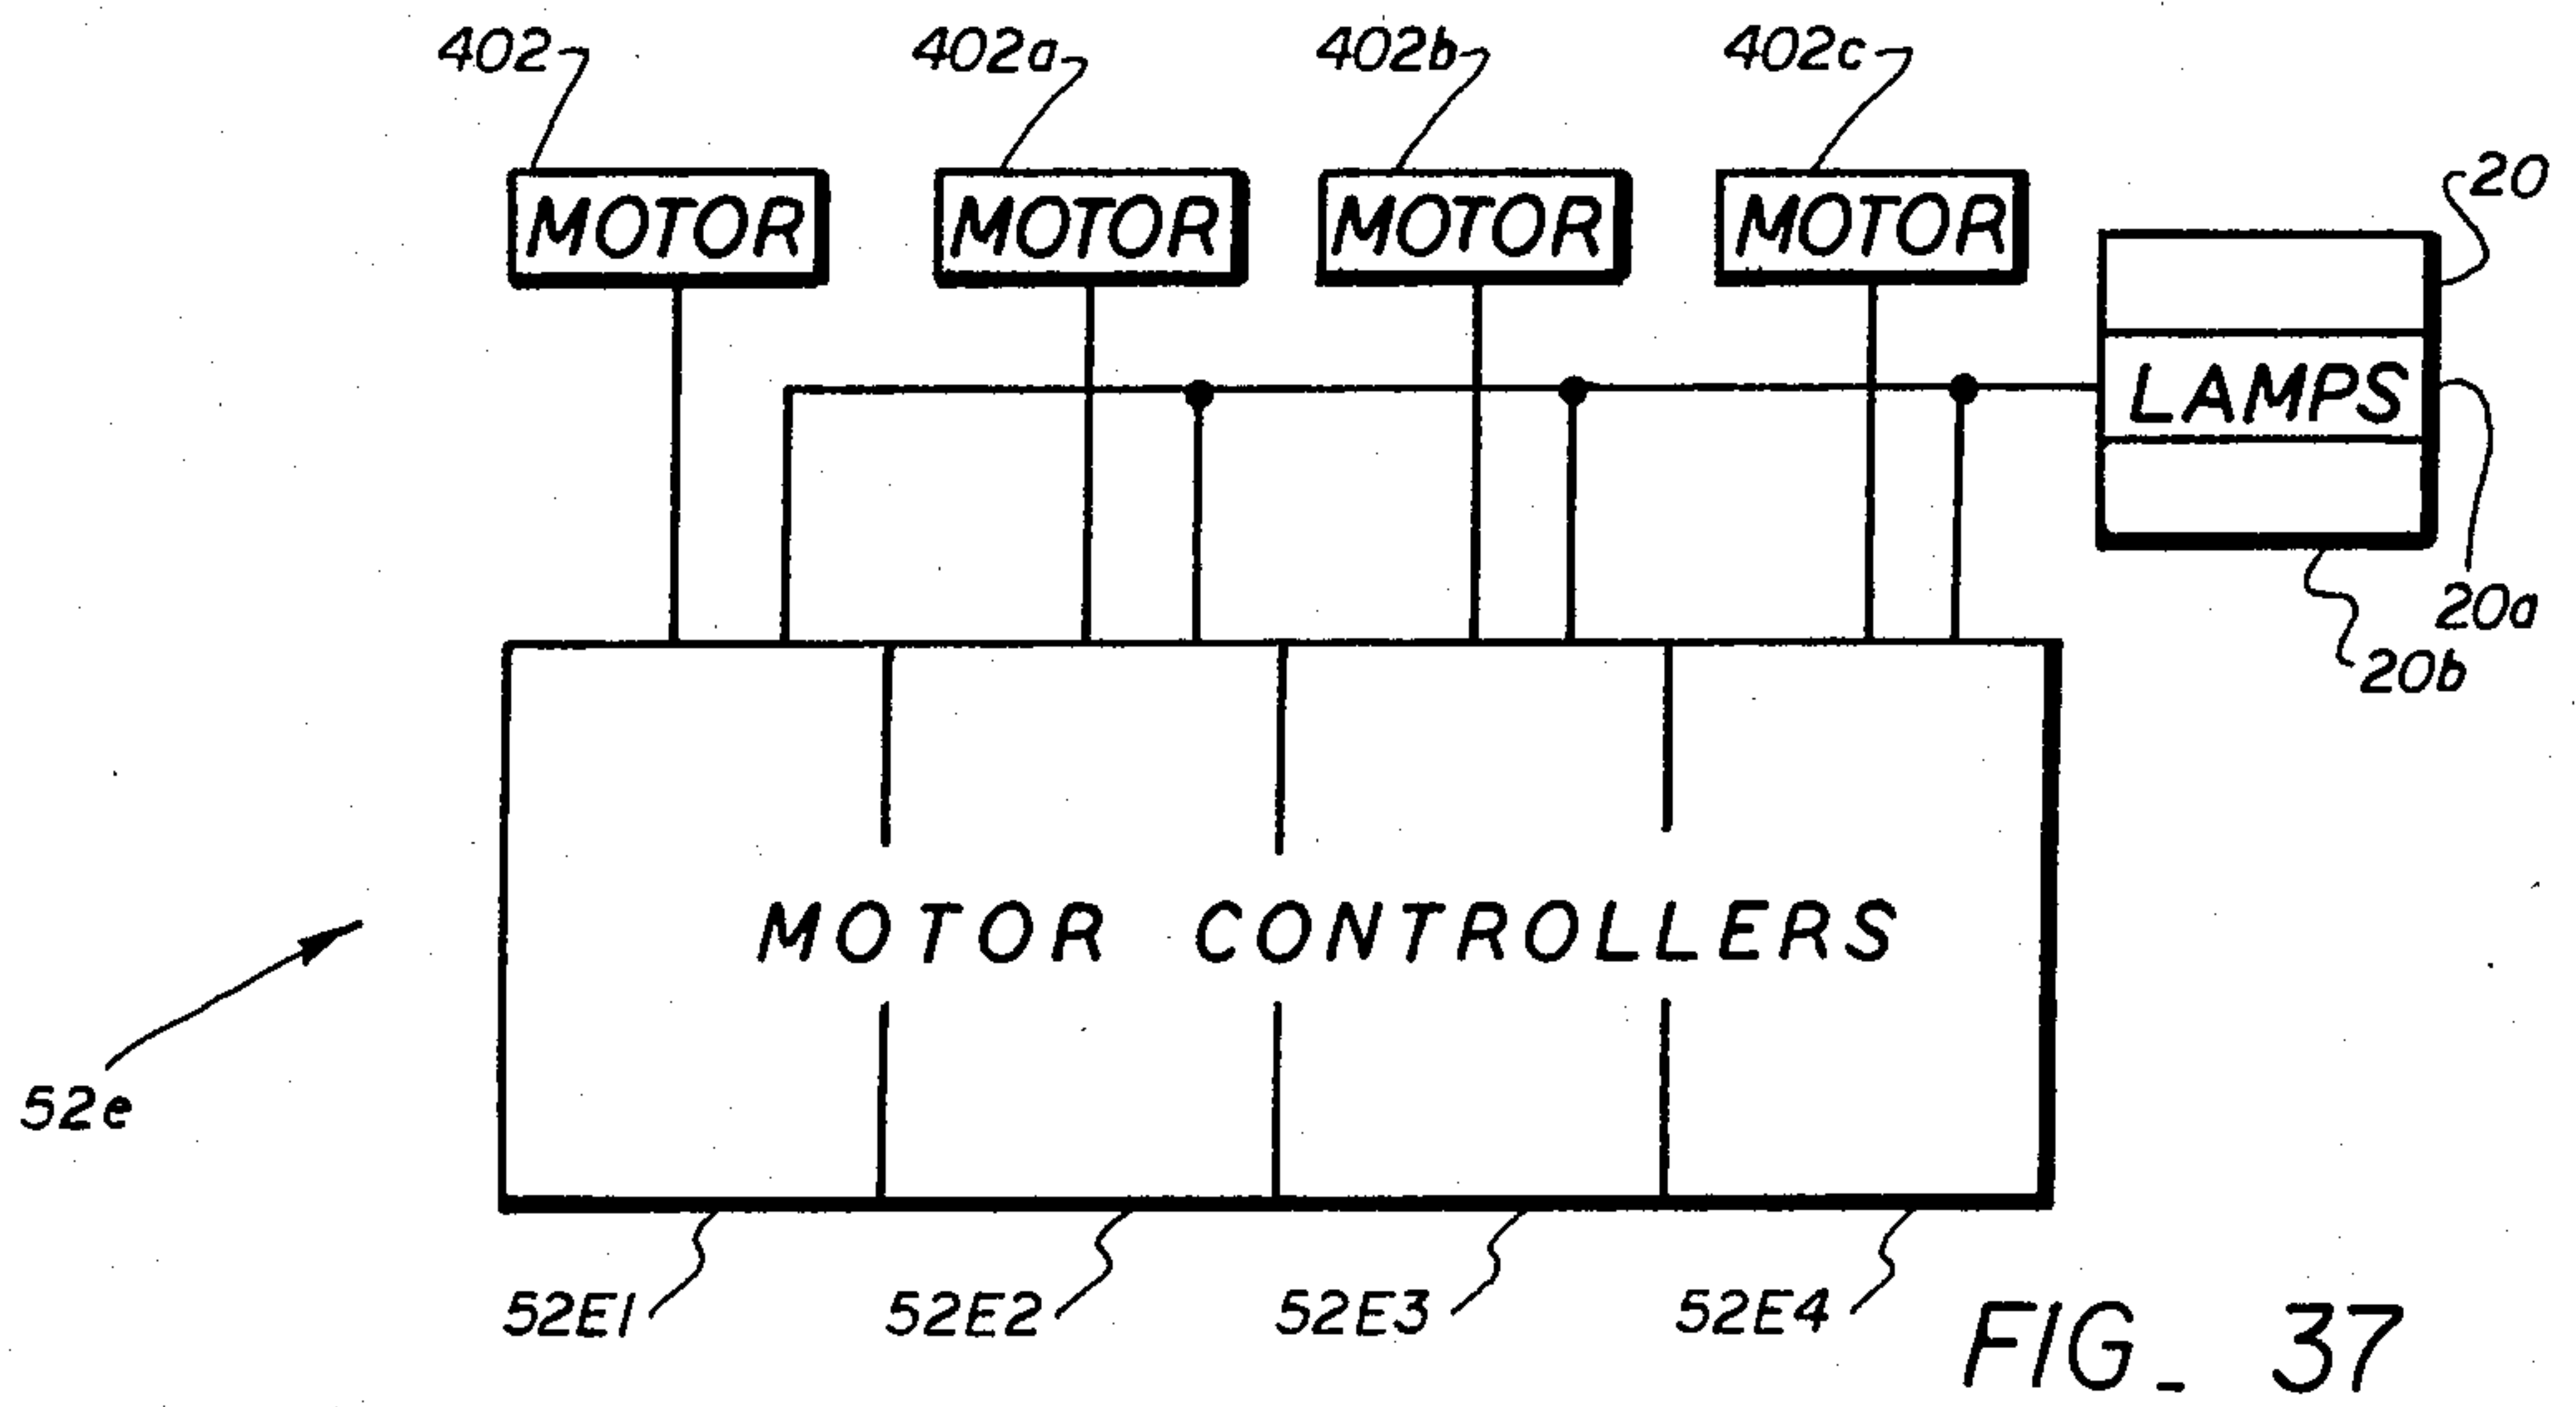 402 402a 402b 402c
MOTOR MOTOR MOTOR MOTOR
20
LAMPS
20a
20b
MOTOR CONTROLLERS
52e
52E1 52E2 52E3 52E4
FIG_ 37